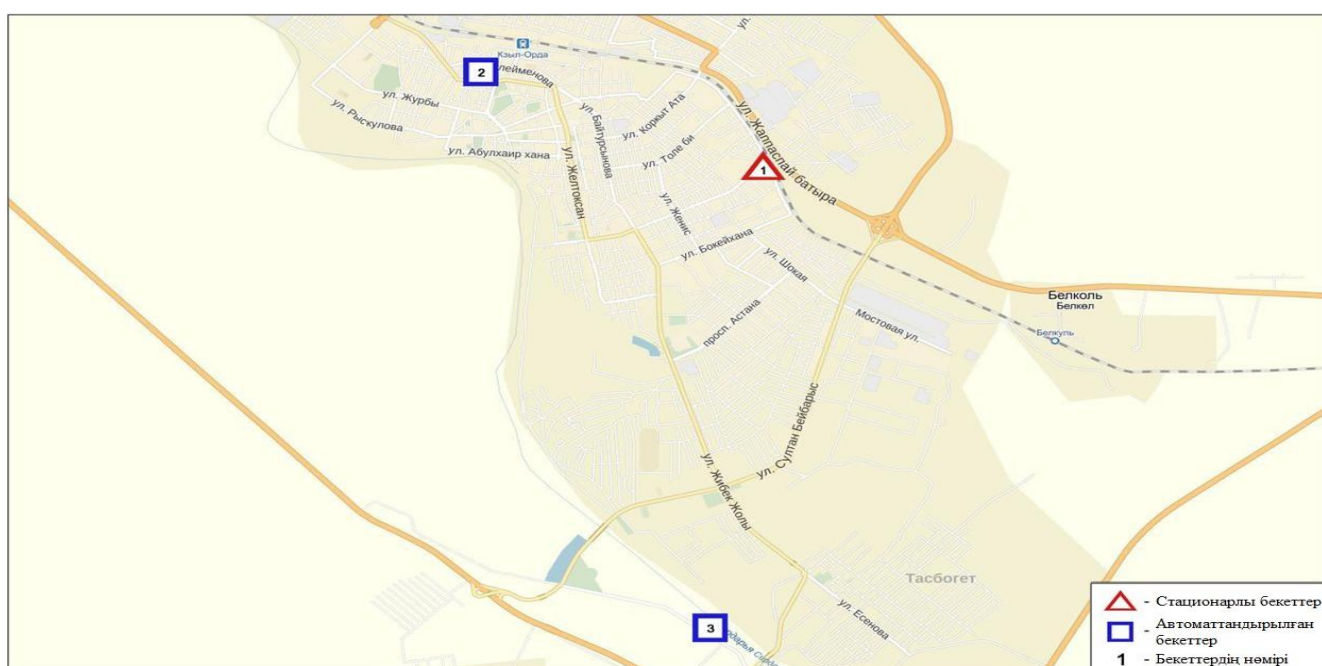 ул.
Кзыл-Орда
2
лейменова
ул. Журбы
ул. Рыскулова
ул. Байтурсынова
ул. Коркыт Ата
ул. Жаппаслай батыра
ул. Абулхаир хана
ул. Толе би
1
ул. Желтоксан
ул. Женис
ул. Бокейхана
ул. Шокая
Белколь
Белкөл
просп. Астана
Мостовая ул.
Белкуль
ул. Султан Бейбарыс
ул. Жибек Жолы
Тасбогет
ул. Есенова
3
- Стационарлы бекеттер
- Автоматтандырылған
бекеттер
1 - Бекеттердің нөмірі